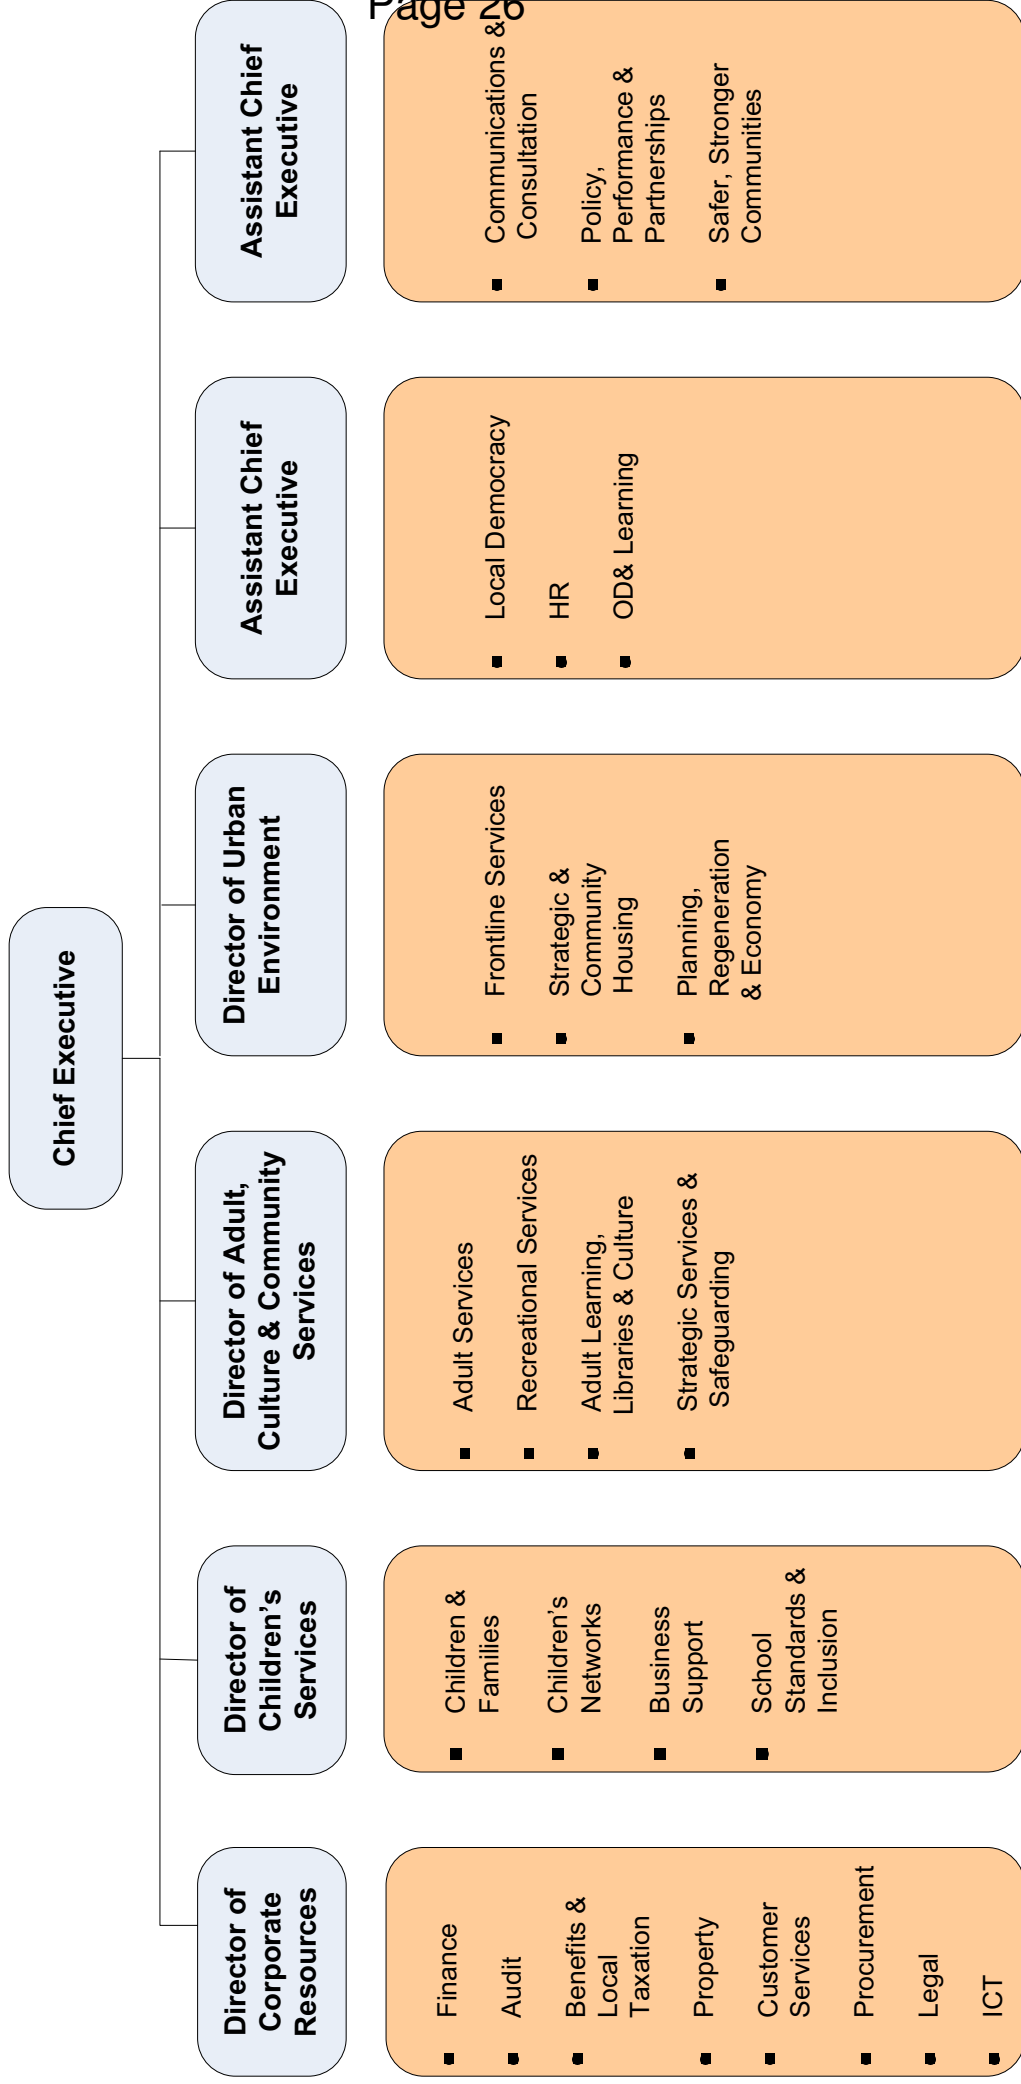 Page 26
Chief Executive
Director of
Corporate
Resources
▪ Finance
▪ Audit
▪ Benefits &
Local
Taxation
▪ Property
▪ Customer
Services
▪ Procurement
▪ Legal
▪ ICT
Director of
Children’s
Services
▪ Children &
Families
▪ Children’s
Networks
▪ Business
Support
▪ School
Standards &
Inclusion
Director of Adult,
Culture & Community
Services
▪ Adult Services
▪ Recreational Services
▪ Adult Learning,
Libraries & Culture
▪ Strategic Services &
Safeguarding
Director of Urban
Environment
▪ Frontline Services
▪ Strategic &
Community
Housing
▪ Planning,
Regeneration
& Economy
Assistant Chief
Executive
▪ Local Democracy
▪ HR
▪ OD& Learning
Assistant Chief
Executive
▪ Communications &
Consultation
▪ Policy,
Performance &
Partnerships
▪ Safer, Stronger
Communities